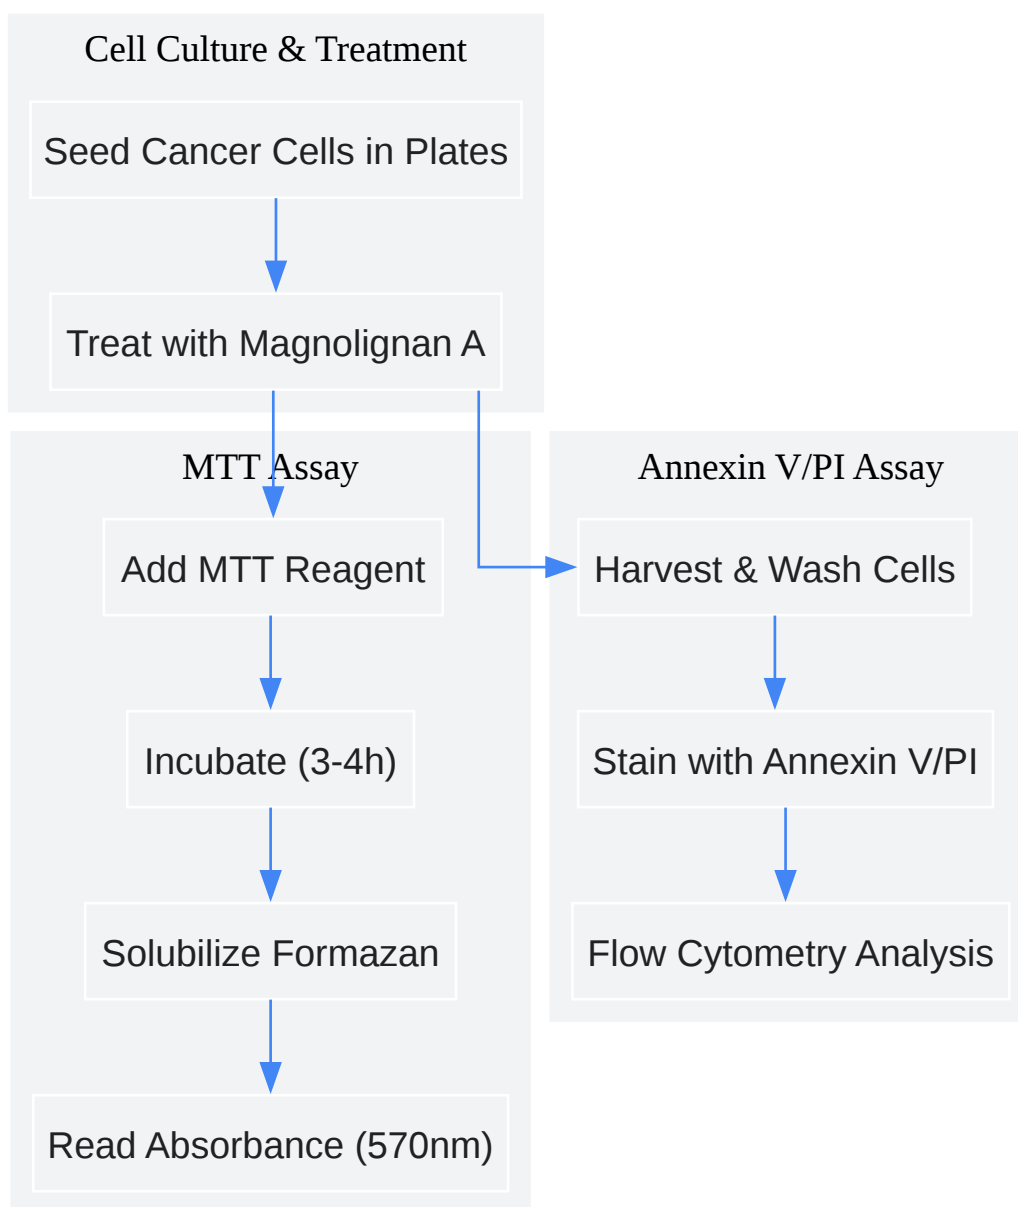 Cell Culture & Treatment
Seed Cancer Cells in Plates
Treat with Magnolignan A
MTT Assay
Add MTT Reagent
Incubate (3-4h)
Solubilize Formazan
Read Absorbance (570nm)
Annexin V/PI Assay
Harvest & Wash Cells
Stain with Annexin V/PI
Flow Cytometry Analysis